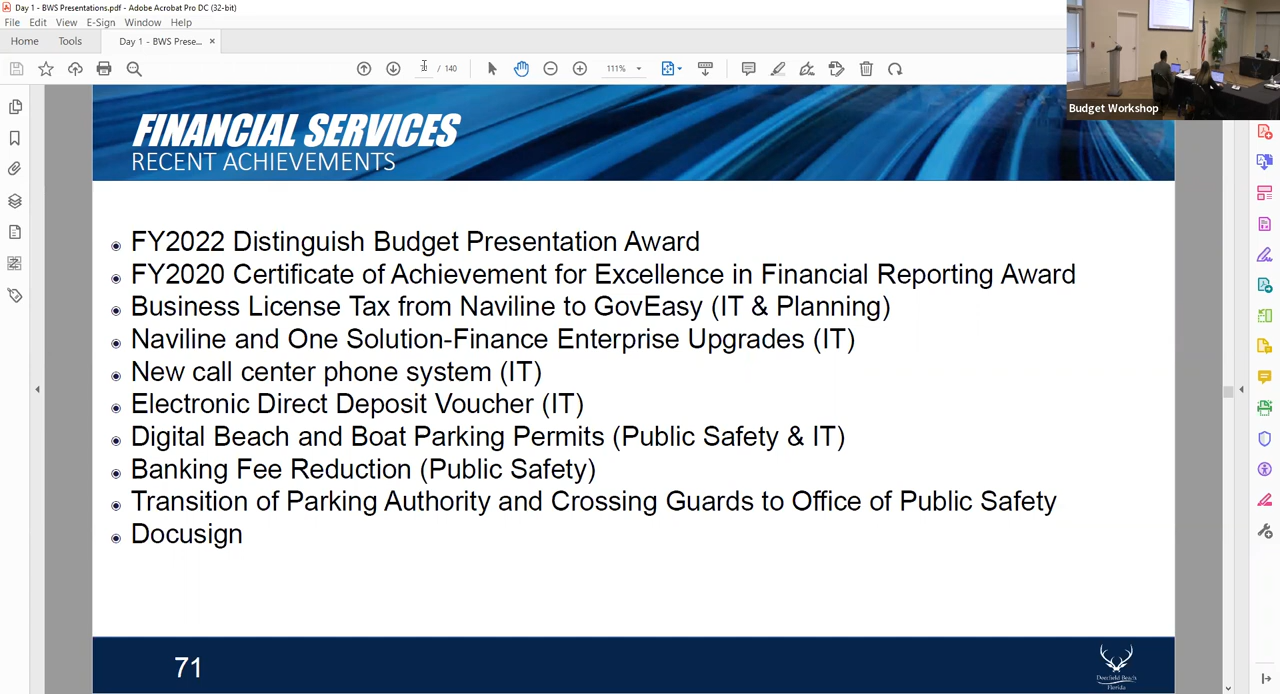 Day 1 - BWS Presentations.pdf - Adobe Acrobat Pro DC (32-bit)
File Edit View E-Sign Window Help
Home Tools Day 1 - BWS Prese... ×
/ 140 111%
Budget Workshop
FINANCIAL SERVICES
RECENT ACHIEVEMENTS
FY2022 Distinguish Budget Presentation Award
FY2020 Certificate of Achievement for Excellence in Financial Reporting Award
Business License Tax from Naviline to GovEasy (IT & Planning)
Naviline and One Solution-Finance Enterprise Upgrades (IT)
New call center phone system (IT)
Electronic Direct Deposit Voucher (IT)
Digital Beach and Boat Parking Permits (Public Safety & IT)
Banking Fee Reduction (Public Safety)
Transition of Parking Authority and Crossing Guards to Office of Public Safety
Docusign
71
Deerfield Beach
Florida